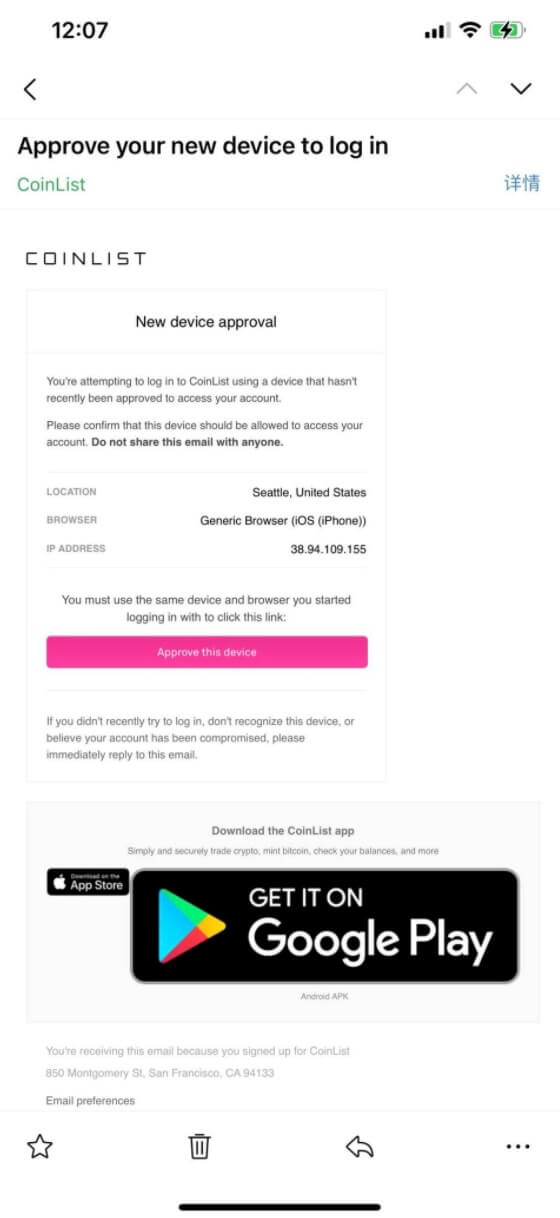 12:07
Approve your new device to log in
CoinList
详情
COINLIST
New device approval
You're attempting to log in to CoinList using a device that hasn't
recently been approved to access your account.
Please confirm that this device should be allowed to access your
account. Do not share this email with anyone.
LOCATION Seattle, United States
BROWSER Generic Browser (iOS (iPhone))
IP ADDRESS 38.94.109.155
You must use the same device and browser you started
logging in with to click this link:
Approve this device
If you didn't recently try to log in, don't recognize this device, or
believe your account has been compromised, please
immediately reply to this email.
Download the CoinList app
Simply and securely trade crypto, mint bitcoin, check your balances, and more
Download on the
App Store
GET IT ON
Google Play
Android APK
You're receiving this email because you signed up for CoinList
850 Montgomery St, San Francisco, CA 94133
Email preferences